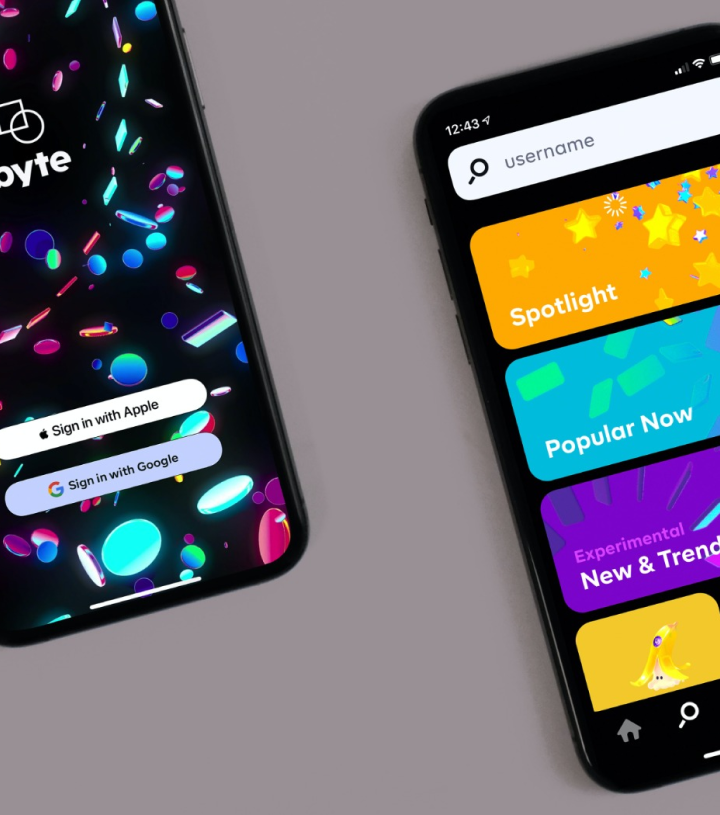 byte
Sign in with Apple
Sign in with Google
12:43
username
Spotlight
Popular Now
Experimental
New & Trend